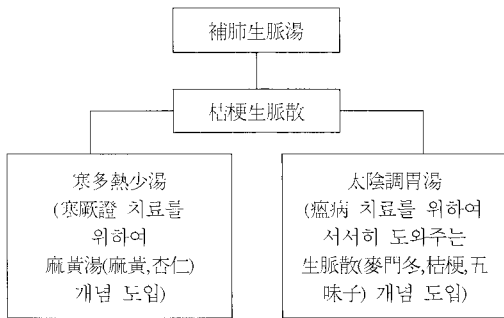 補肺生脈湯
桔梗生脈散
寒多熱少湯
(寒厥證 치료를
위하여
麻黃湯(麻黃,杏仁)
개념 도입)
太陰調胃湯
(瘟病 치료를 위하여
서서히 도와주는
生脈散(麥門冬,桔梗,五
味子) 개념 도입)